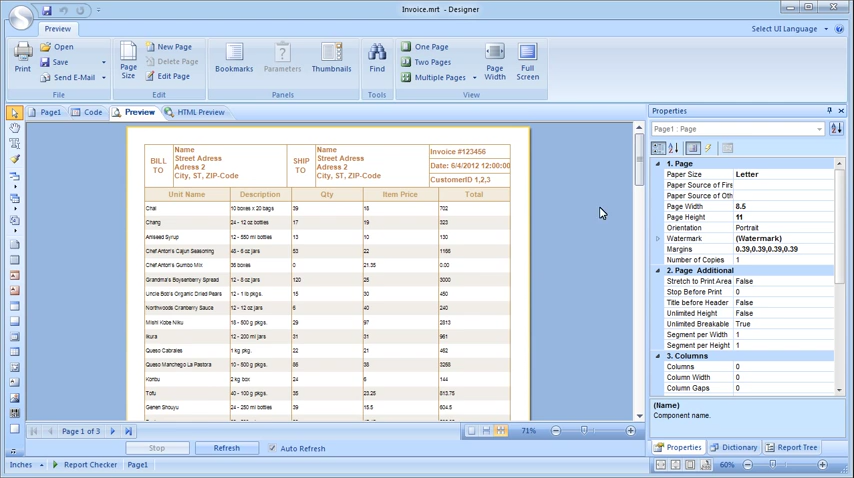 Invoice.mrt - Designer
Preview
Select UI Language
Print
Open
Save
Send E-Mail
File
Page Size
New Page
Delete Page
Edit Page
Edit
Bookmarks
Parameters
Thumbnails
Panels
Find
Tools
One Page
Two Pages
Multiple Pages
Page Width
Full Screen
View
Page1
Code
Preview
HTML Preview
BILL TO
Name
Street Adress
Adress 2
City, ST, ZIP-Code
SHIP TO
Name
Street Adress
Adress 2
City, ST, ZIP-Code
Invoice #123456
Date: 6/4/2012 12:00:00
CustomerID 1,2,3
Unit Name Description Qty Item Price Total
Chai 10 boxes x 20 bags 39 18 702
Chang 24 - 12 oz bottles 17 19 323
Aniseed Syrup 12 - 550 ml bottles 13 10 130
Chef Anton's Cajun Seasoning 48 - 6 oz jars 53 22 1166
Chef Anton's Gumbo Mix 36 boxes 0 21.35 0.00
Grandma's Boysenberry Spread 12 - 8 oz jars 120 25 3000
Uncle Bob's Organic Dried Pears 12 - 1 lb pkgs. 15 30 450
Northwoods Cranberry Sauce 12 - 12 oz jars 6 40 240
Mishi Kobe Niku 18 - 500 g pkgs. 29 97 2813
Ikura 12 - 200 ml jars 31 31 961
Queso Cabrales 1 kg pkg. 22 21 462
Queso Manchego La Pastora 10 - 500 g pkgs. 86 38 3268
Konbu 2 kg box 24 6 144
Tofu 40 - 100 g pkgs. 35 23.25 813.75
Genen Shouyu 24 - 250 ml bottles 39 15.5 604.5
Page 1 of 3
71%
Stop
Refresh
Auto Refresh
Inches
Report Checker
Page1
Properties
Page1 : Page
1. Page
Paper Size Letter
Paper Source of Firs
Paper Source of Oth
Page Width 8.5
Page Height 11
Orientation Portrait
Watermark (Watermark)
Margins 0.39,0.39,0.39,0.39
Number of Copies 1
2. Page Additional
Stretch to Print Area False
Stop Before Print 0
Title before Header False
Unlimited Height False
Unlimited Breakable True
Segment per Width 1
Segment per Height 1
3. Columns
Columns 0
Column Width 0
Column Gaps 0
(Name)
Component name.
Properties
Dictionary
Report Tree
60%